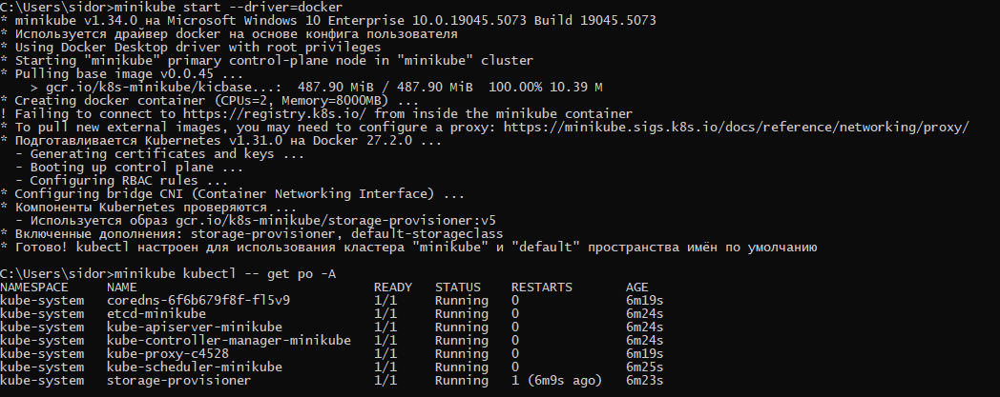 C:\Users\sidor>minikube start --driver=docker
* minikube v1.34.0 на Microsoft Windows 10 Enterprise 10.0.19045.5073 Build 19045.5073
* Используется драйвер docker на основе конфига пользователя
* Using Docker Desktop driver with root privileges
* Starting "minikube" primary control-plane node in "minikube" cluster
* Pulling base image v0.0.45 ...
    > gcr.io/k8s-minikube/kicbase...:  487.90 MiB / 487.90 MiB  100.00% 10.39 M
* Creating docker container (CPUs=2, Memory=8000MB) ...
! Failing to connect to https://registry.k8s.io/ from inside the minikube container
* To pull new external images, you may need to configure a proxy: https://minikube.sigs.k8s.io/docs/reference/networking/proxy/
* Подготавливается Kubernetes v1.31.0 на Docker 27.2.0 ...
  - Generating certificates and keys ...
  - Booting up control plane ...
  - Configuring RBAC rules ...
* Configuring bridge CNI (Container Networking Interface) ...
* Компоненты Kubernetes проверяются ...
  - Используется образ gcr.io/k8s-minikube/storage-provisioner:v5
* Включенные дополнения: storage-provisioner, default-storageclass
* Готово! kubectl настроен для использования кластера "minikube" и "default" пространства имён по умолчанию
C:\Users\sidor>minikube kubectl -- get po -A
NAMESPACE     NAME                               READY   STATUS    RESTARTS       AGE
kube-system   coredns-6f6b679f8f-fl5v9           1/1     Running   0              6m19s
kube-system   etcd-minikube                      1/1     Running   0              6m24s
kube-system   kube-apiserver-minikube            1/1     Running   0              6m24s
kube-system   kube-controller-manager-minikube   1/1     Running   0              6m24s
kube-system   kube-proxy-c4528                   1/1     Running   0              6m19s
kube-system   kube-scheduler-minikube            1/1     Running   0              6m25s
kube-system   storage-provisioner                1/1     Running   1 (6m9s ago)   6m23s